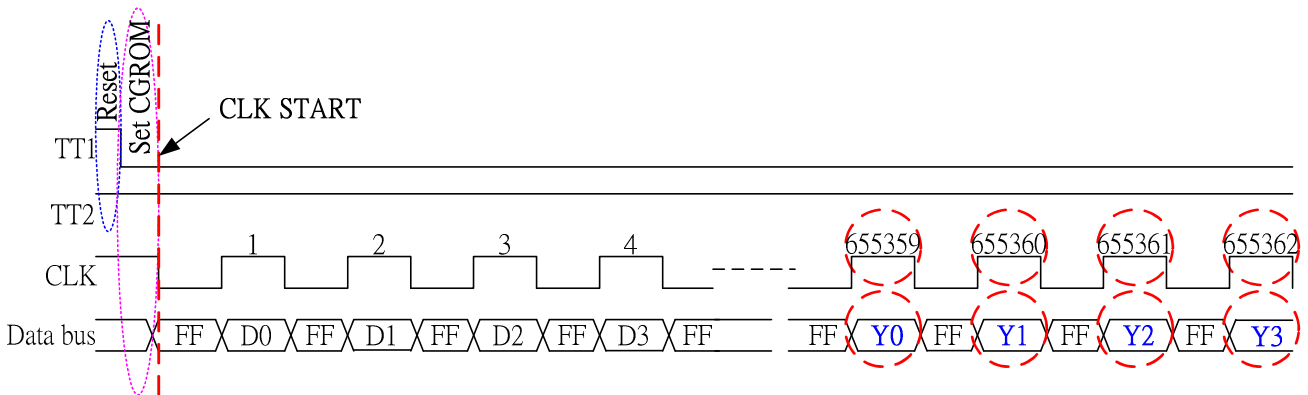 Reset
Set CGROM
CLK START
TT1
TT2
1 2 3 4 655359 655360 655361 655362
CLK
Data bus FF D0 FF D1 FF D2 FF D3 FF FF Y0 FF Y1 FF Y2 FF Y3